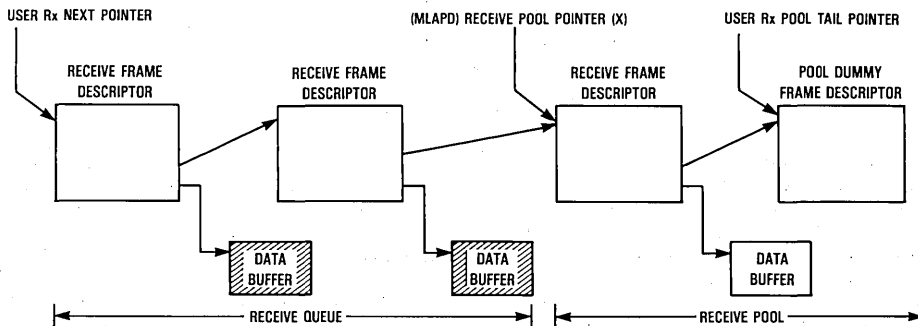 USER Rx NEXT POINTER
(MLAPD) RECEIVE POOL POINTER (X)
USER Rx POOL TAIL POINTER
RECEIVE FRAME
DESCRIPTOR
RECEIVE FRAME
DESCRIPTOR
RECEIVE FRAME
DESCRIPTOR
POOL DUMMY
FRAME DESCRIPTOR
DATA
BUFFER
DATA
BUFFER
DATA
BUFFER
RECEIVE QUEUE
RECEIVE POOL